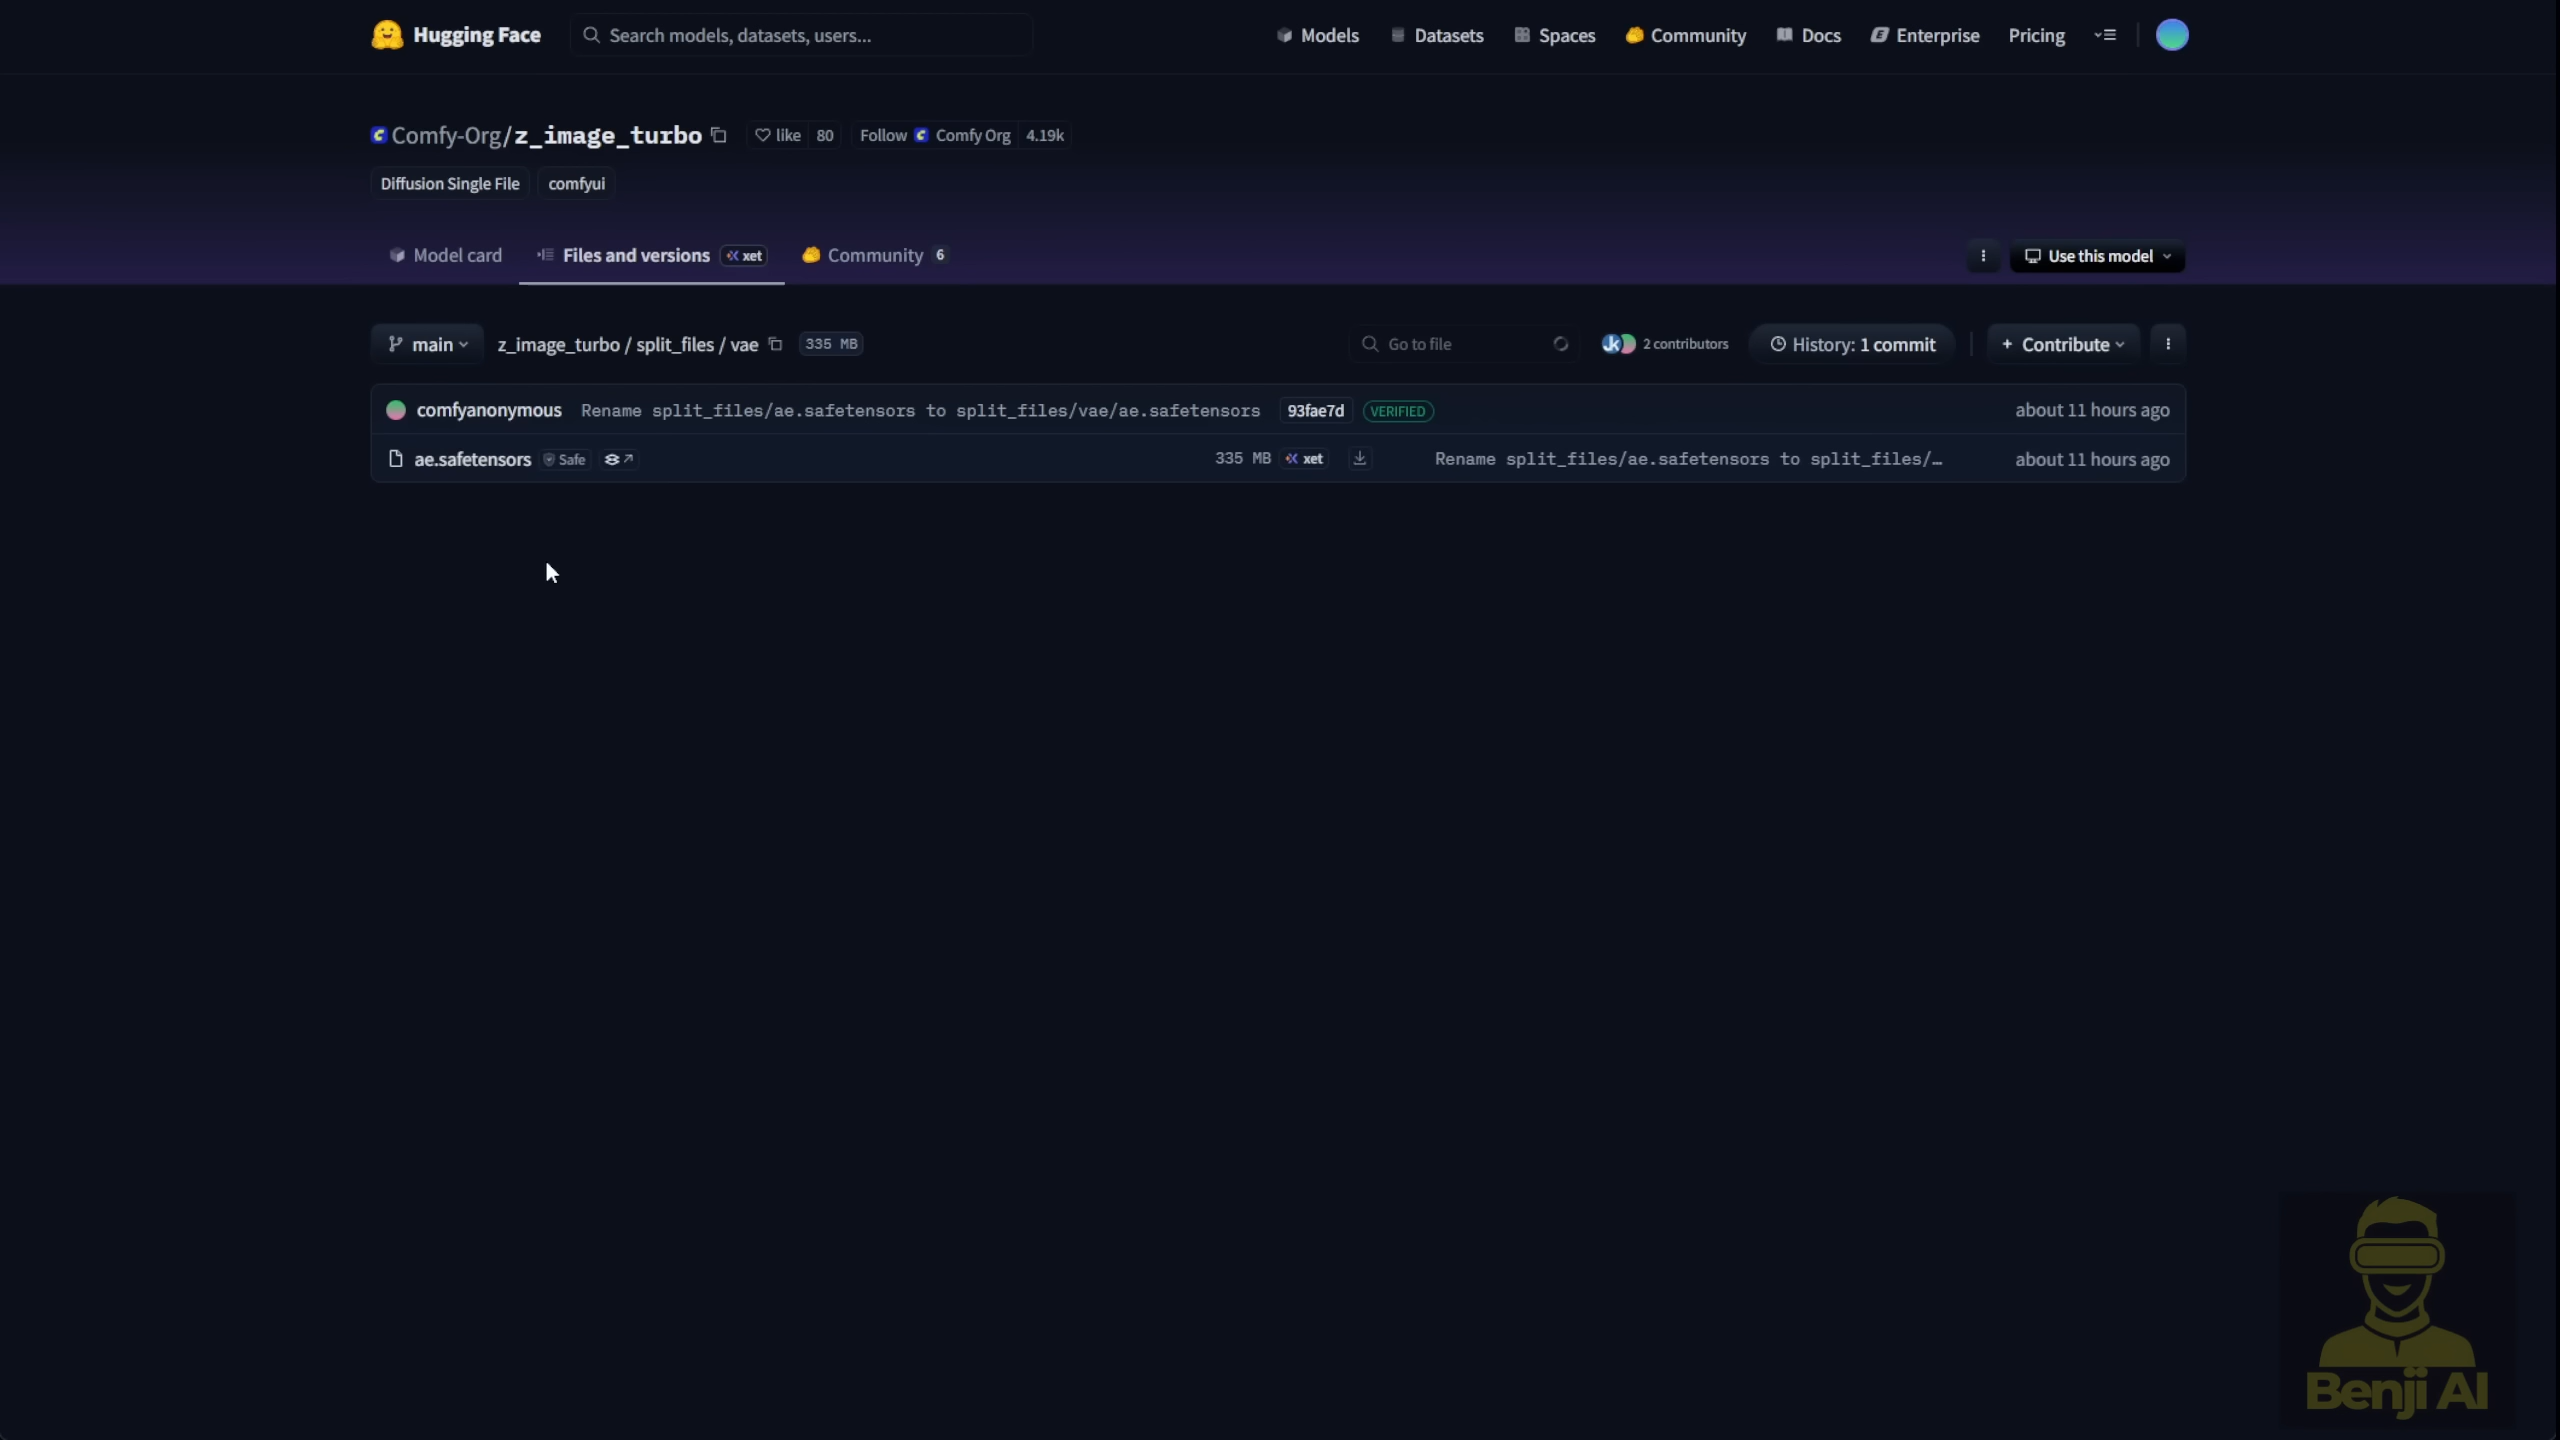 Hugging Face Search models, datasets, users... Models Datasets Spaces Community Docs Enterprise Pricing
Comfy-Org/z_image_turbo like 80 Follow Comfy Org 4.19k
Diffusion Single File comfyui
Model card Files and versions xet Community 6 Use this model
main z_image_turbo / split_files / vae 335 MB Go to file 2 contributors History: 1 commit + Contribute
comfyanonymous Rename split_files/ae.safetensors to split_files/vae/ae.safetensors 93fae7d VERIFIED about 11 hours ago
ae.safetensors Safe 335 MB xet Rename split_files/ae.safetensors to split_files/… about 11 hours ago
Benji AI